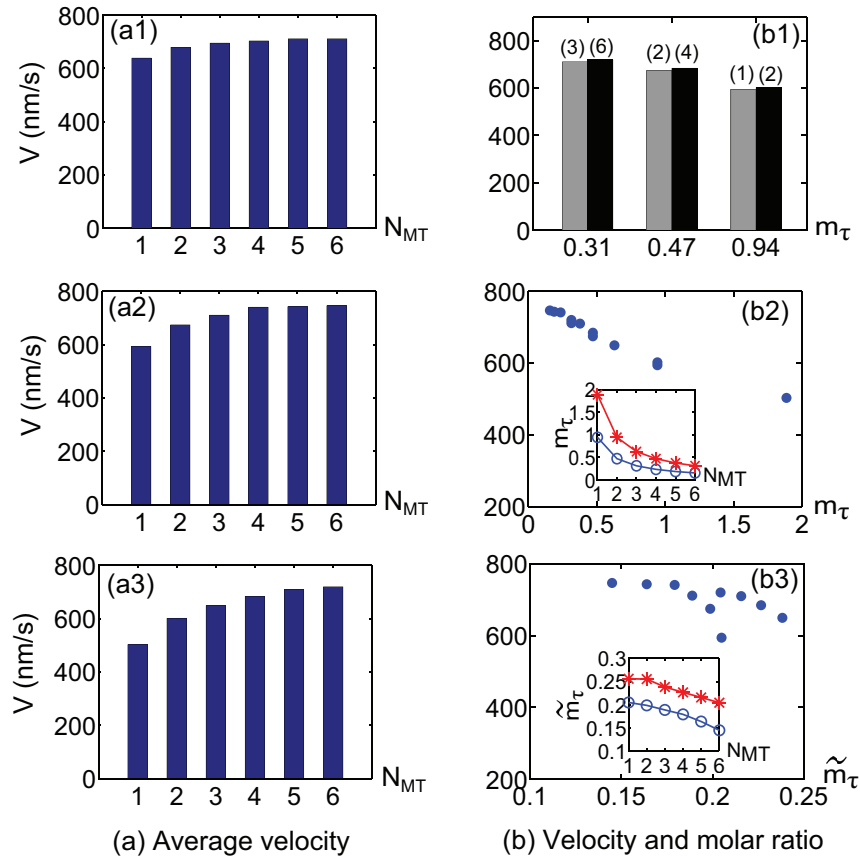 (a1)
V (nm/s)
800
600
400
200
0
1 2 3 4 5 6
N_MT
(b1)
800
600
400
200
0
(3) (6)
(2) (4)
(1) (2)
0.31 0.47 0.94
m_τ
(a2)
V (nm/s)
800
600
400
200
0
1 2 3 4 5 6
N_MT
(b2)
800
600
400
200
0 0.5 1 1.5 2
m_τ
m_τ
2
1.5
1
0.5
0
1 2 3 4 5 6
N_MT
(a3)
V (nm/s)
800
600
400
200
0
1 2 3 4 5 6
N_MT
(b3)
800
600
400
200
0.1 0.15 0.2 0.25
m̃_τ
m̃_τ
0.3
0.25
0.2
0.15
0.1
1 2 3 4 5 6
N_MT
(a) Average velocity
(b) Velocity and molar ratio